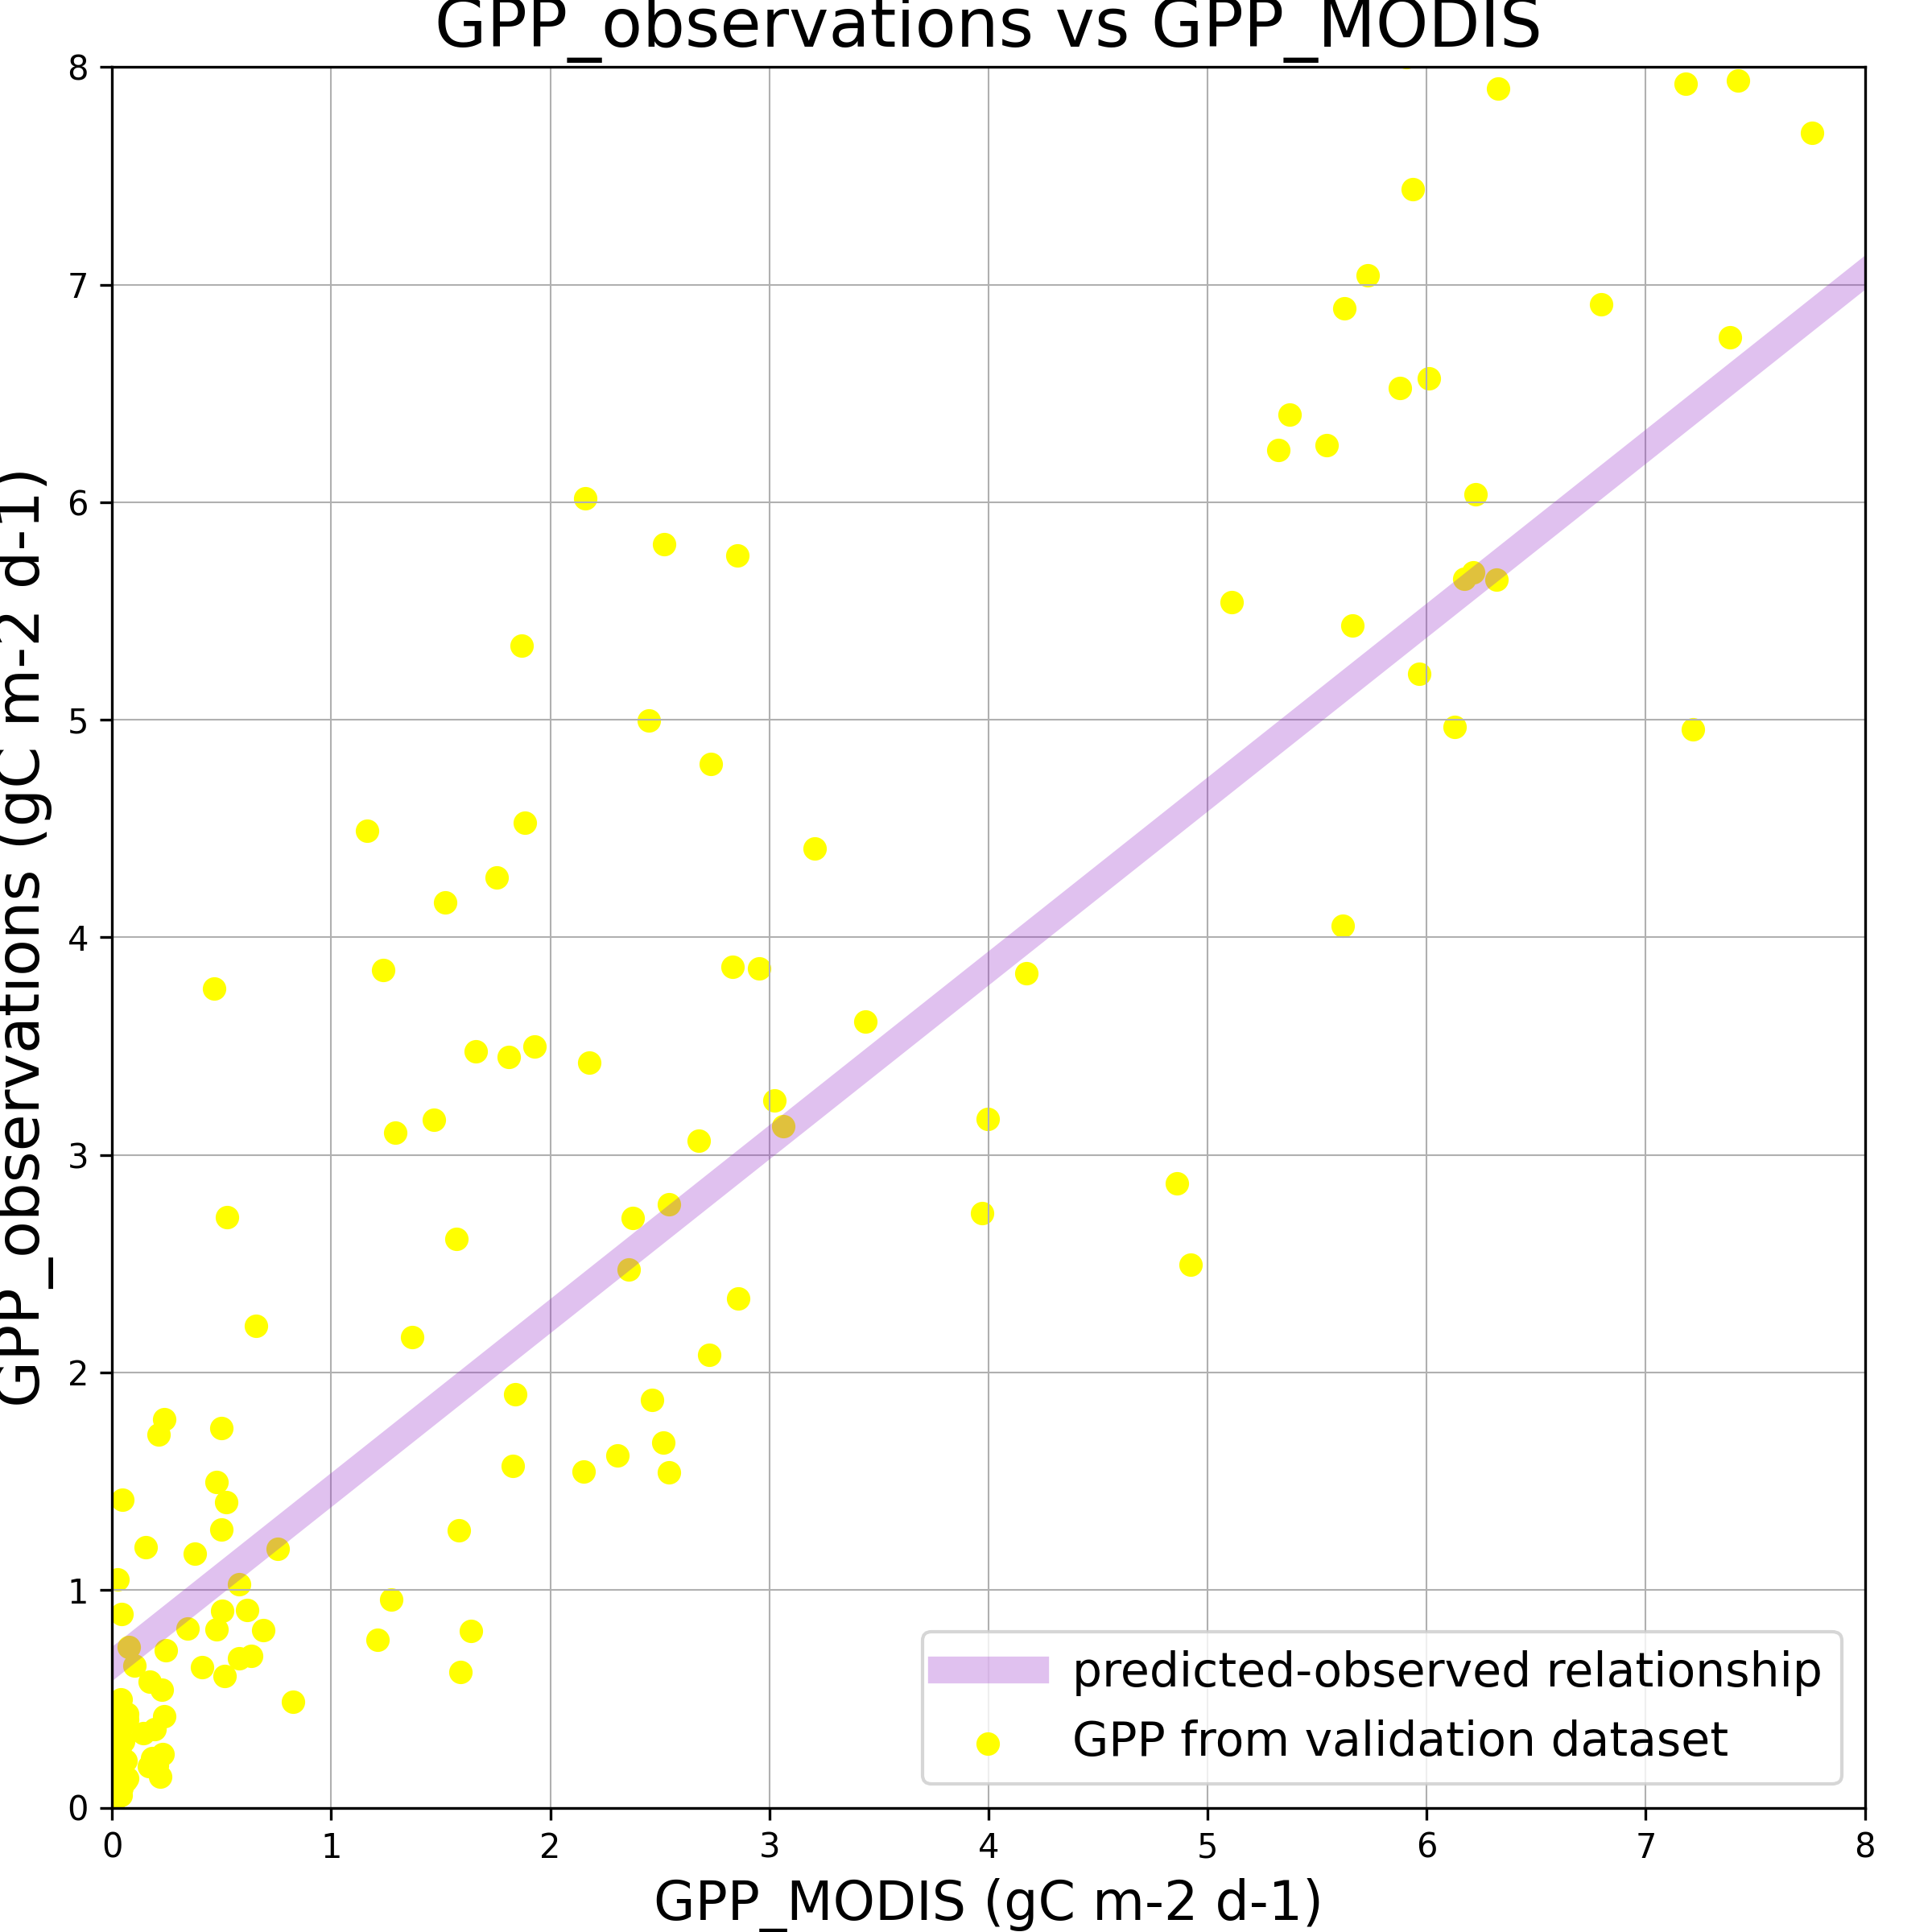 GPP_observations vs GPP_MODIS
GPP_observations (gC m-2 d-1)
8
7
6
5
4
3
2
1
0
0 1 2 3 4 5 6 7 8
GPP_MODIS (gC m-2 d-1)
predicted-observed relationship
GPP from validation dataset